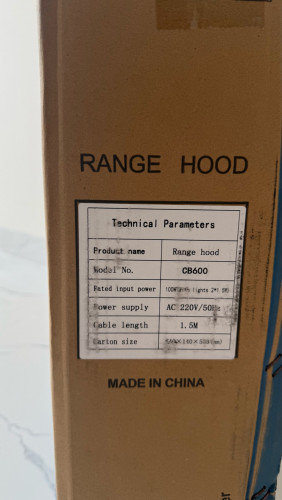 RANGE HOOD
Technical Parameters
Product name Range hood
Model No. CB600
Rated input power lights
Power supply AC 220V/50Hz
Cable length 1.5M
Carton size
MADE IN CHINA